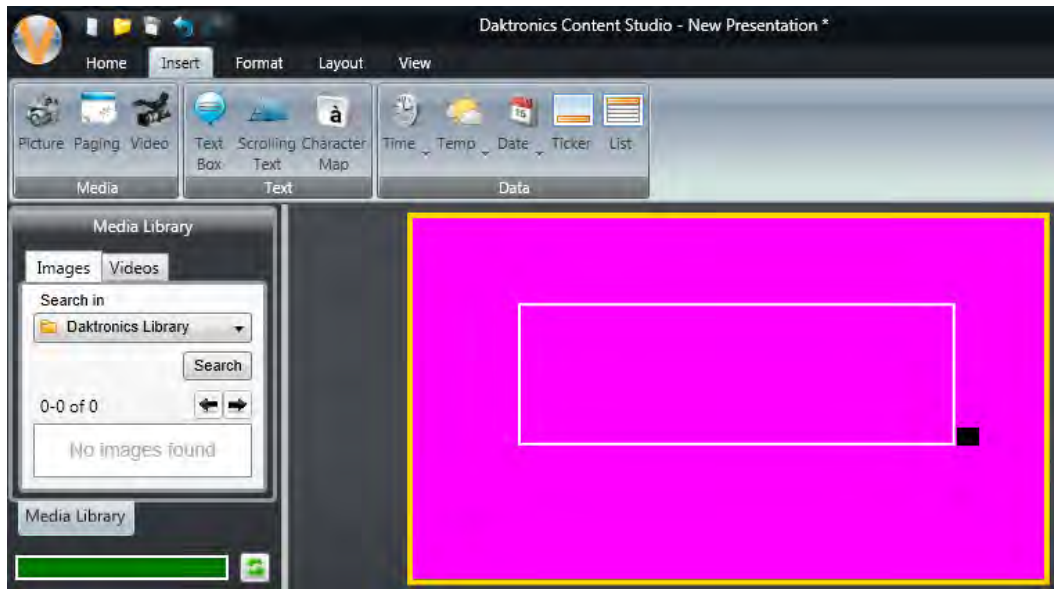 Daktronics Content Studio - New Presentation *
Home Insert Format Layout View
Picture Paging Video Text Box Scrolling Text à Character Map Time 15 Temp Date Ticker List
Media Text Data
Media Library
Images Videos
Search in
Daktronics Library
Search
0-0 of 0
No images found
Media Library